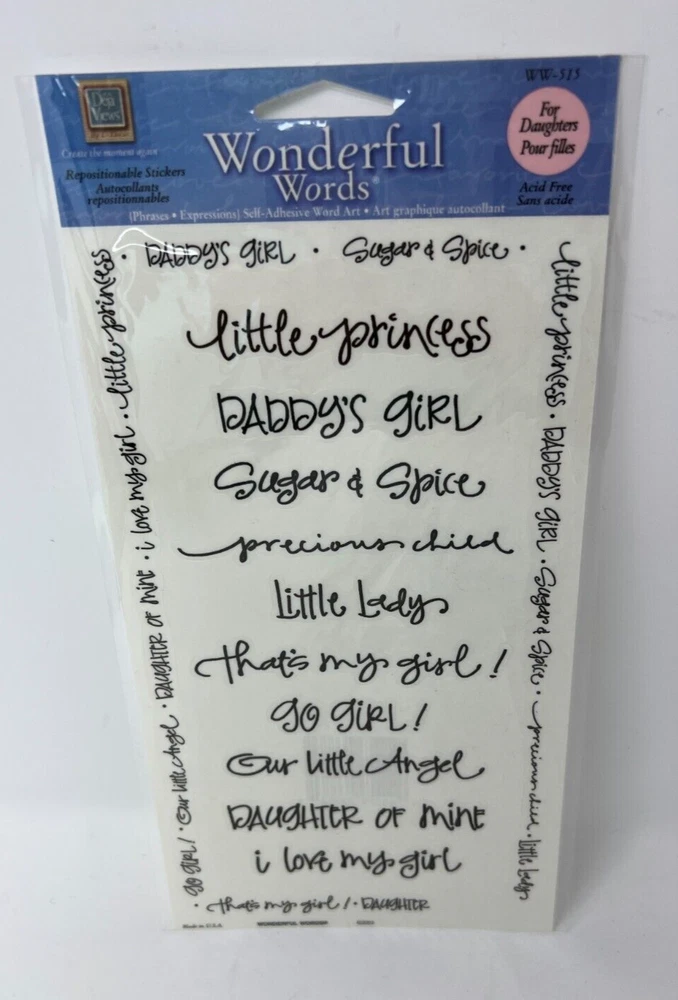 Déjà Views
Create the moment again
Repositionable Stickers
Autocollants
repositionnables
Wonderful
Words
WW-515
For
Daughters
Pour filles
Acid Free
Sans acide
(Phrases • Expressions) Self-Adhesive Word Art • Art graphique autocollant
• DADDY'S GiRL • Sugar & Spice •
little princess
DADDY'S GiRL
Sugar & Spice
precious child
Little Lady
that's my girl!
go GiRL!
Our little Angel
DAUGHTER OF MiNE
i love my girl
little princess • DADDY'S GiRL • Sugar & Spice • precious child • little lady
• that's my girl! • DAUGHTER
• go GiRL! • Our little Angel • DAUGHTER OF MiNE • i love my girl • little princess
Made in U.S.A.
WONDERFUL WORDS